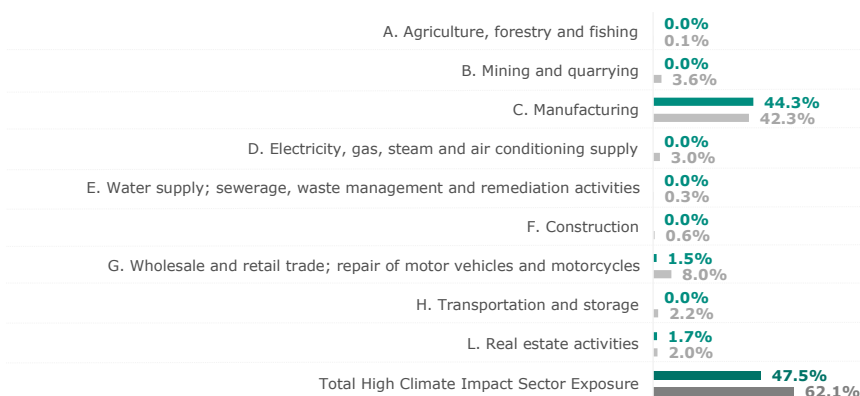 A. Agriculture, forestry and fishing
0.0%
0.1%
B. Mining and quarrying
0.0%
3.6%
C. Manufacturing
44.3%
42.3%
D. Electricity, gas, steam and air conditioning supply
0.0%
3.0%
E. Water supply; sewerage, waste management and remediation activities
0.0%
0.3%
F. Construction
0.0%
0.6%
G. Wholesale and retail trade; repair of motor vehicles and motorcycles
1.5%
8.0%
H. Transportation and storage
0.0%
2.2%
L. Real estate activities
1.7%
2.0%
Total High Climate Impact Sector Exposure
47.5%
62.1%